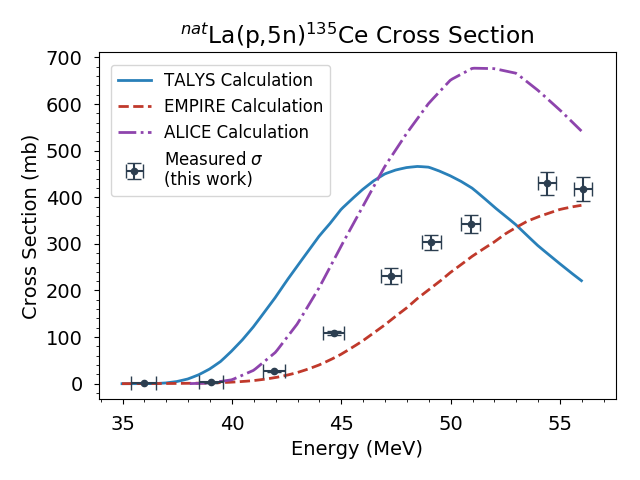 ⁿᵃᵗLa(p,5n)¹³⁵Ce Cross Section
700
600
500
400
300
200
100
0
Cross Section (mb)
TALYS Calculation
EMPIRE Calculation
ALICE Calculation
Measured σ
(this work)
35 40 45 50 55
Energy (MeV)